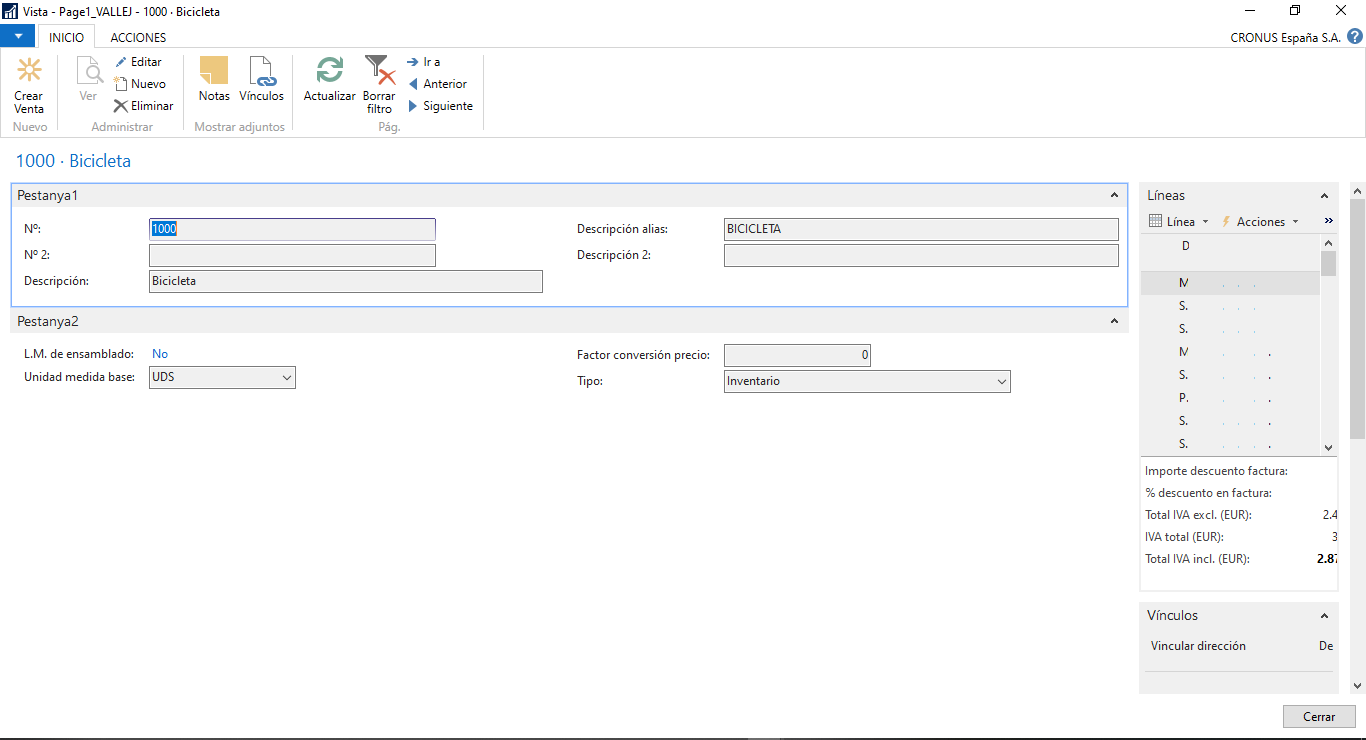 Vista - Page1_VALLEJ - 1000 · Bicicleta
INICIO ACCIONES
CRONUS España S.A.
Crear Venta
Nuevo
Ver
Editar
Nuevo
Eliminar
Administrar
Notas
Vínculos
Mostrar adjuntos
Actualizar
Borrar filtro
Ir a
Anterior
Siguiente
Pág.
1000 · Bicicleta
Pestanya1
Nº: 1000
Nº 2:
Descripción: Bicicleta
Descripción alias: BICICLETA
Descripción 2:
Pestanya2
L.M. de ensamblado: No
Unidad medida base: UDS
Factor conversión precio: 0
Tipo: Inventario
Líneas
Línea Acciones »
D
M
S.
S.
M
S.
P.
S.
S.
Importe descuento factura:
% descuento en factura:
Total IVA excl. (EUR): 2.4
IVA total (EUR): 3
Total IVA incl. (EUR): 2.87
Vínculos
Vincular dirección De
Cerrar